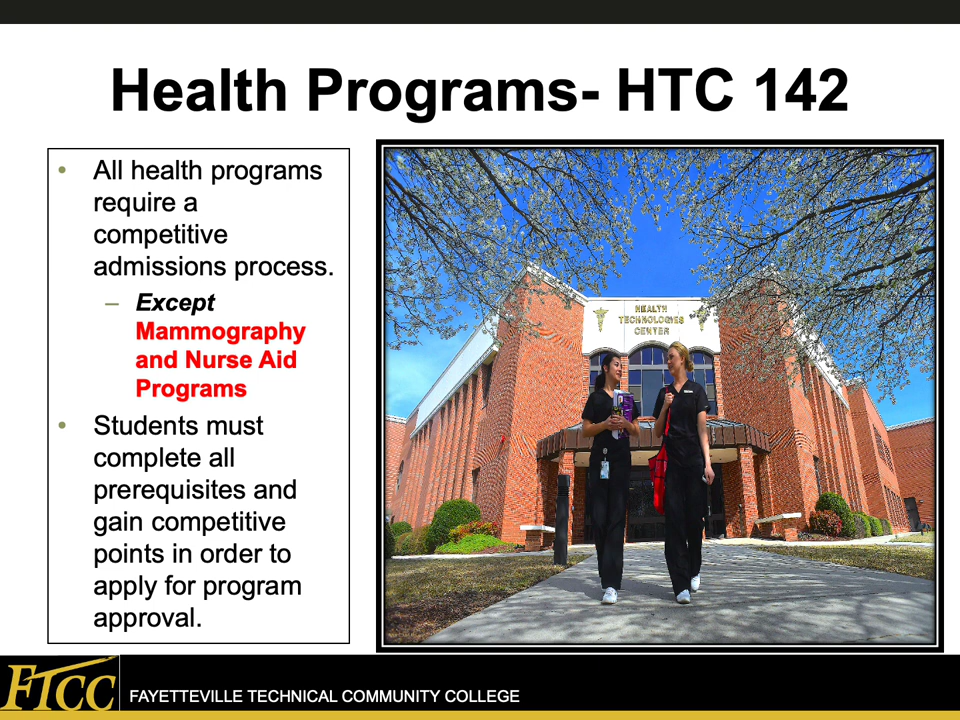 Health Programs- HTC 142
• All health programs
require a
competitive
admissions process.
– Except
Mammography
and Nurse Aid
Programs
• Students must
complete all
prerequisites and
gain competitive
points in order to
apply for program
approval.
HEALTH
TECHNOLOGIES
CENTER
FTCC
FAYETTEVILLE TECHNICAL COMMUNITY COLLEGE